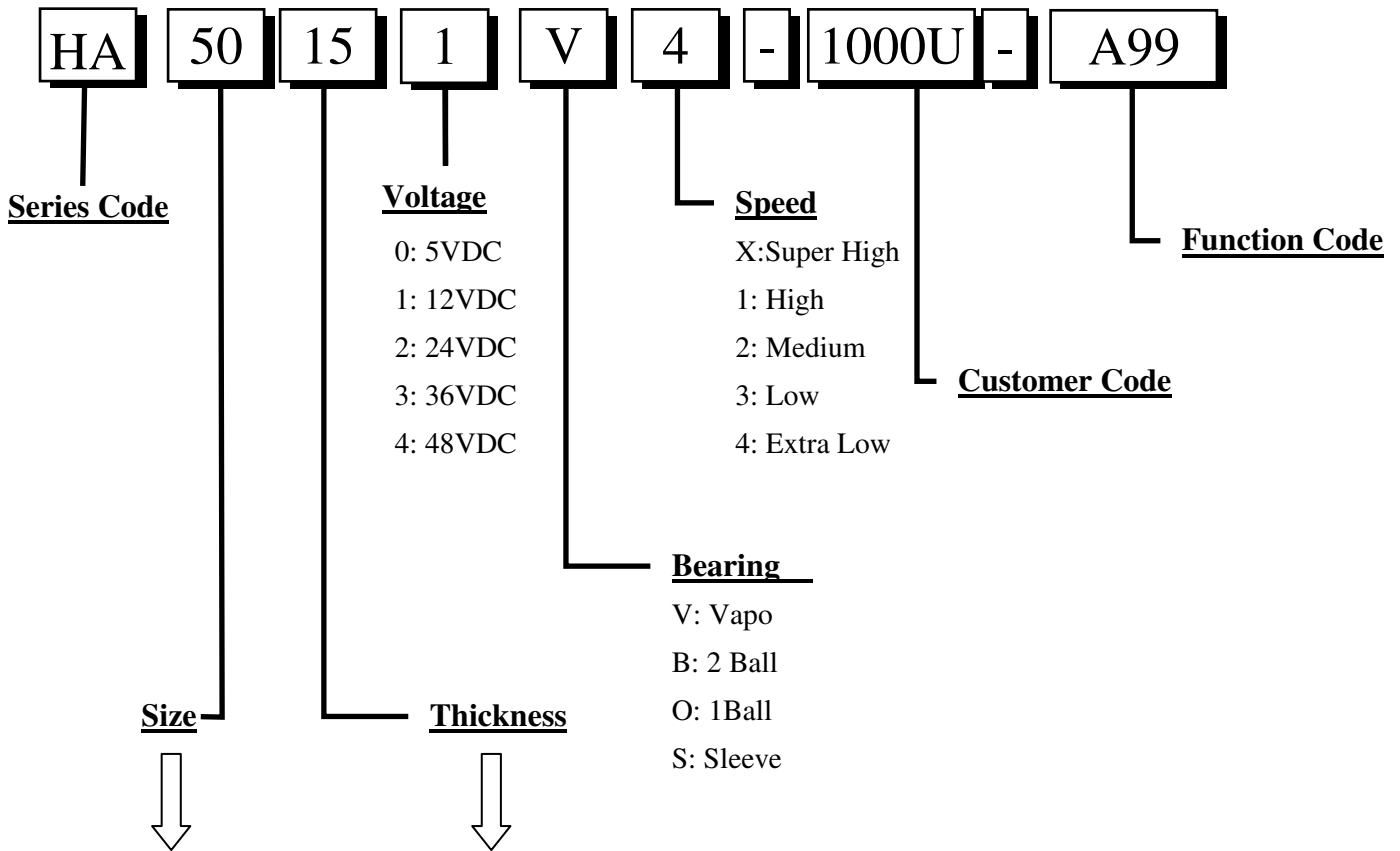 HA 50 15 1 V 4 - 1000U - A99
Series Code
Voltage
0: 5VDC
1: 12VDC
2: 24VDC
3: 36VDC
4: 48VDC
Speed
X:Super High
1: High
2: Medium
3: Low
4: Extra Low
Function Code
Customer Code
Bearing
V: Vapo
B: 2 Ball
O: 1Ball
S: Sleeve
Size
Thickness